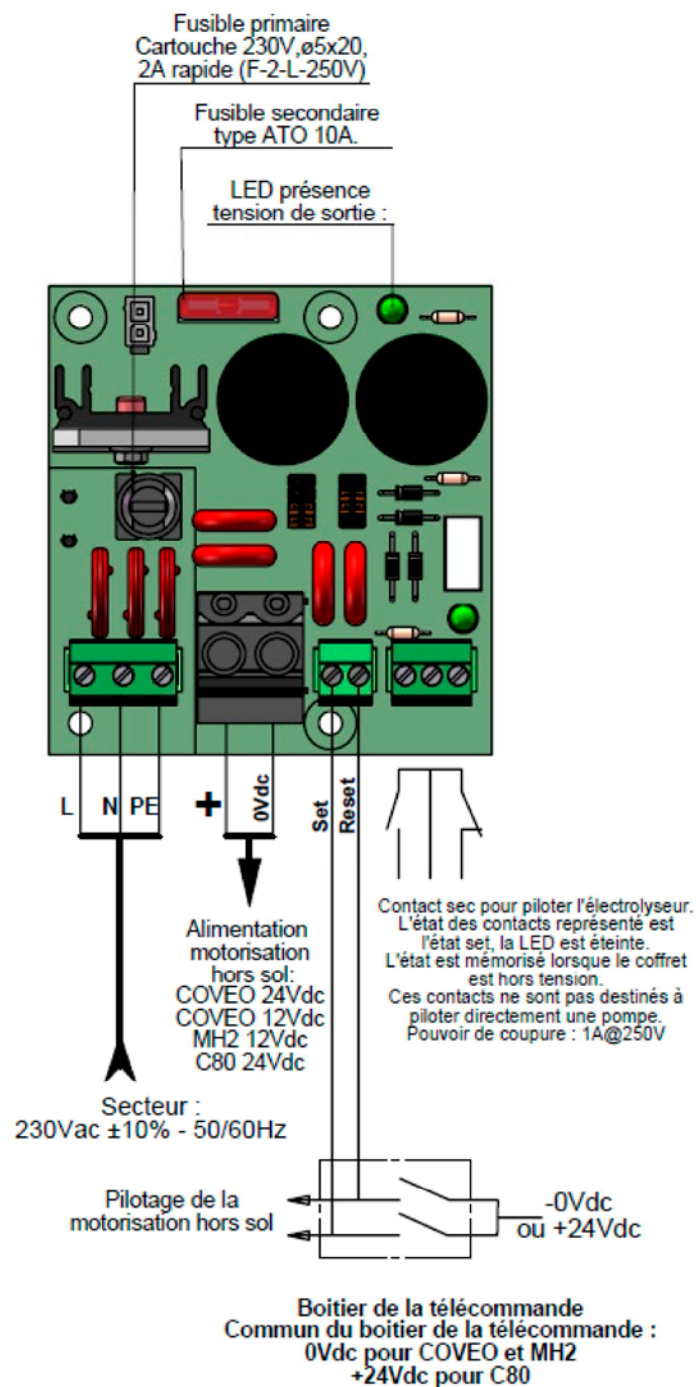 Fusible primaire
Cartouche 230V,ø5x20,
2A rapide (F-2-L-250V)
Fusible secondaire
type ATO 10A.
LED présence
tension de sortie :
L N PE
+
0Vdc
Set
Reset
Alimentation
motorisation
hors sol:
COVEO 24Vdc
COVEO 12Vdc
MH2 12Vdc
C80 24Vdc
Contact sec pour piloter l'électrolyseur.
L'état des contacts représenté est
l'état set, la LED est éteinte.
L'état est mémorisé lorsque le coffret
est hors tension.
Ces contacts ne sont pas destinés à
piloter directement une pompe.
Pouvoir de coupure : 1A@250V
Secteur :
230Vac ±10% - 50/60Hz
Pilotage de la
motorisation hors sol
-0Vdc
ou +24Vdc
Boitier de la télécommande
Commun du boitier de la télécommande :
0Vdc pour COVEO et MH2
+24Vdc pour C80